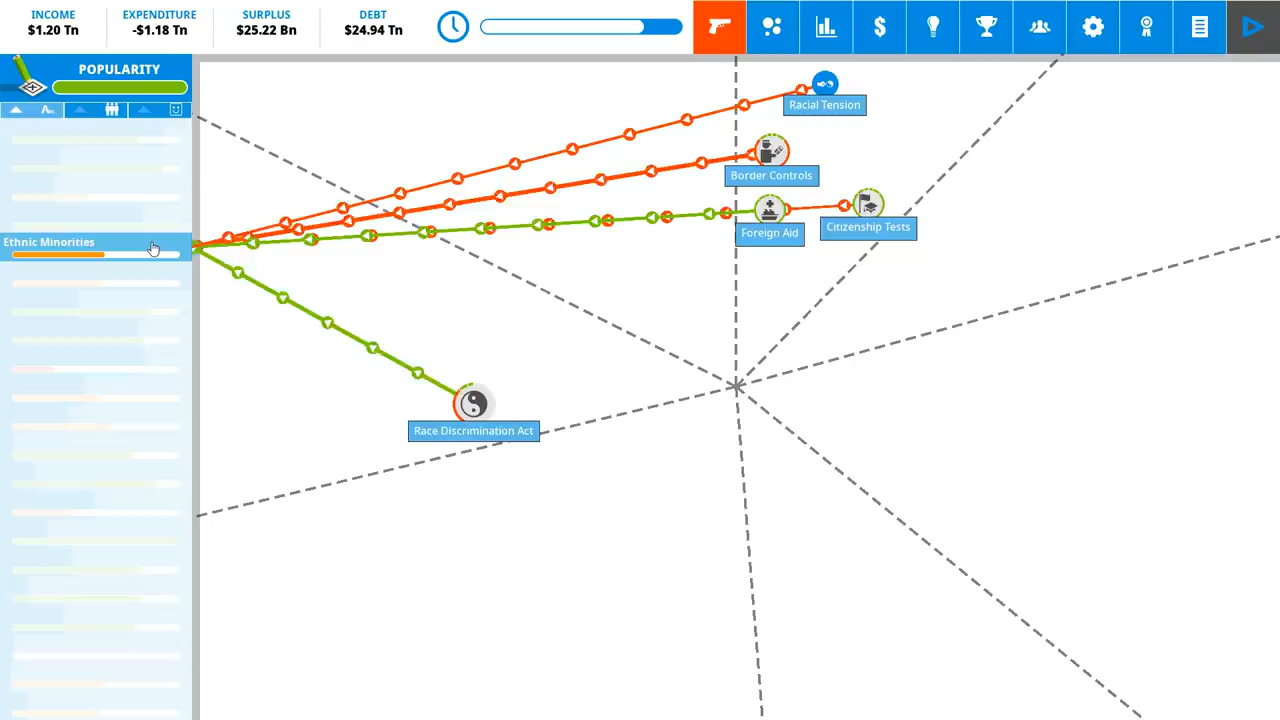 INCOME
$1.20 Tn
EXPENDITURE
-$1.18 Tn
SURPLUS
$25.22 Bn
DEBT
$24.94 Tn
POPULARITY
Ethnic Minorities
Racial Tension
Border Controls
Foreign Aid
Citizenship Tests
Race Discrimination Act